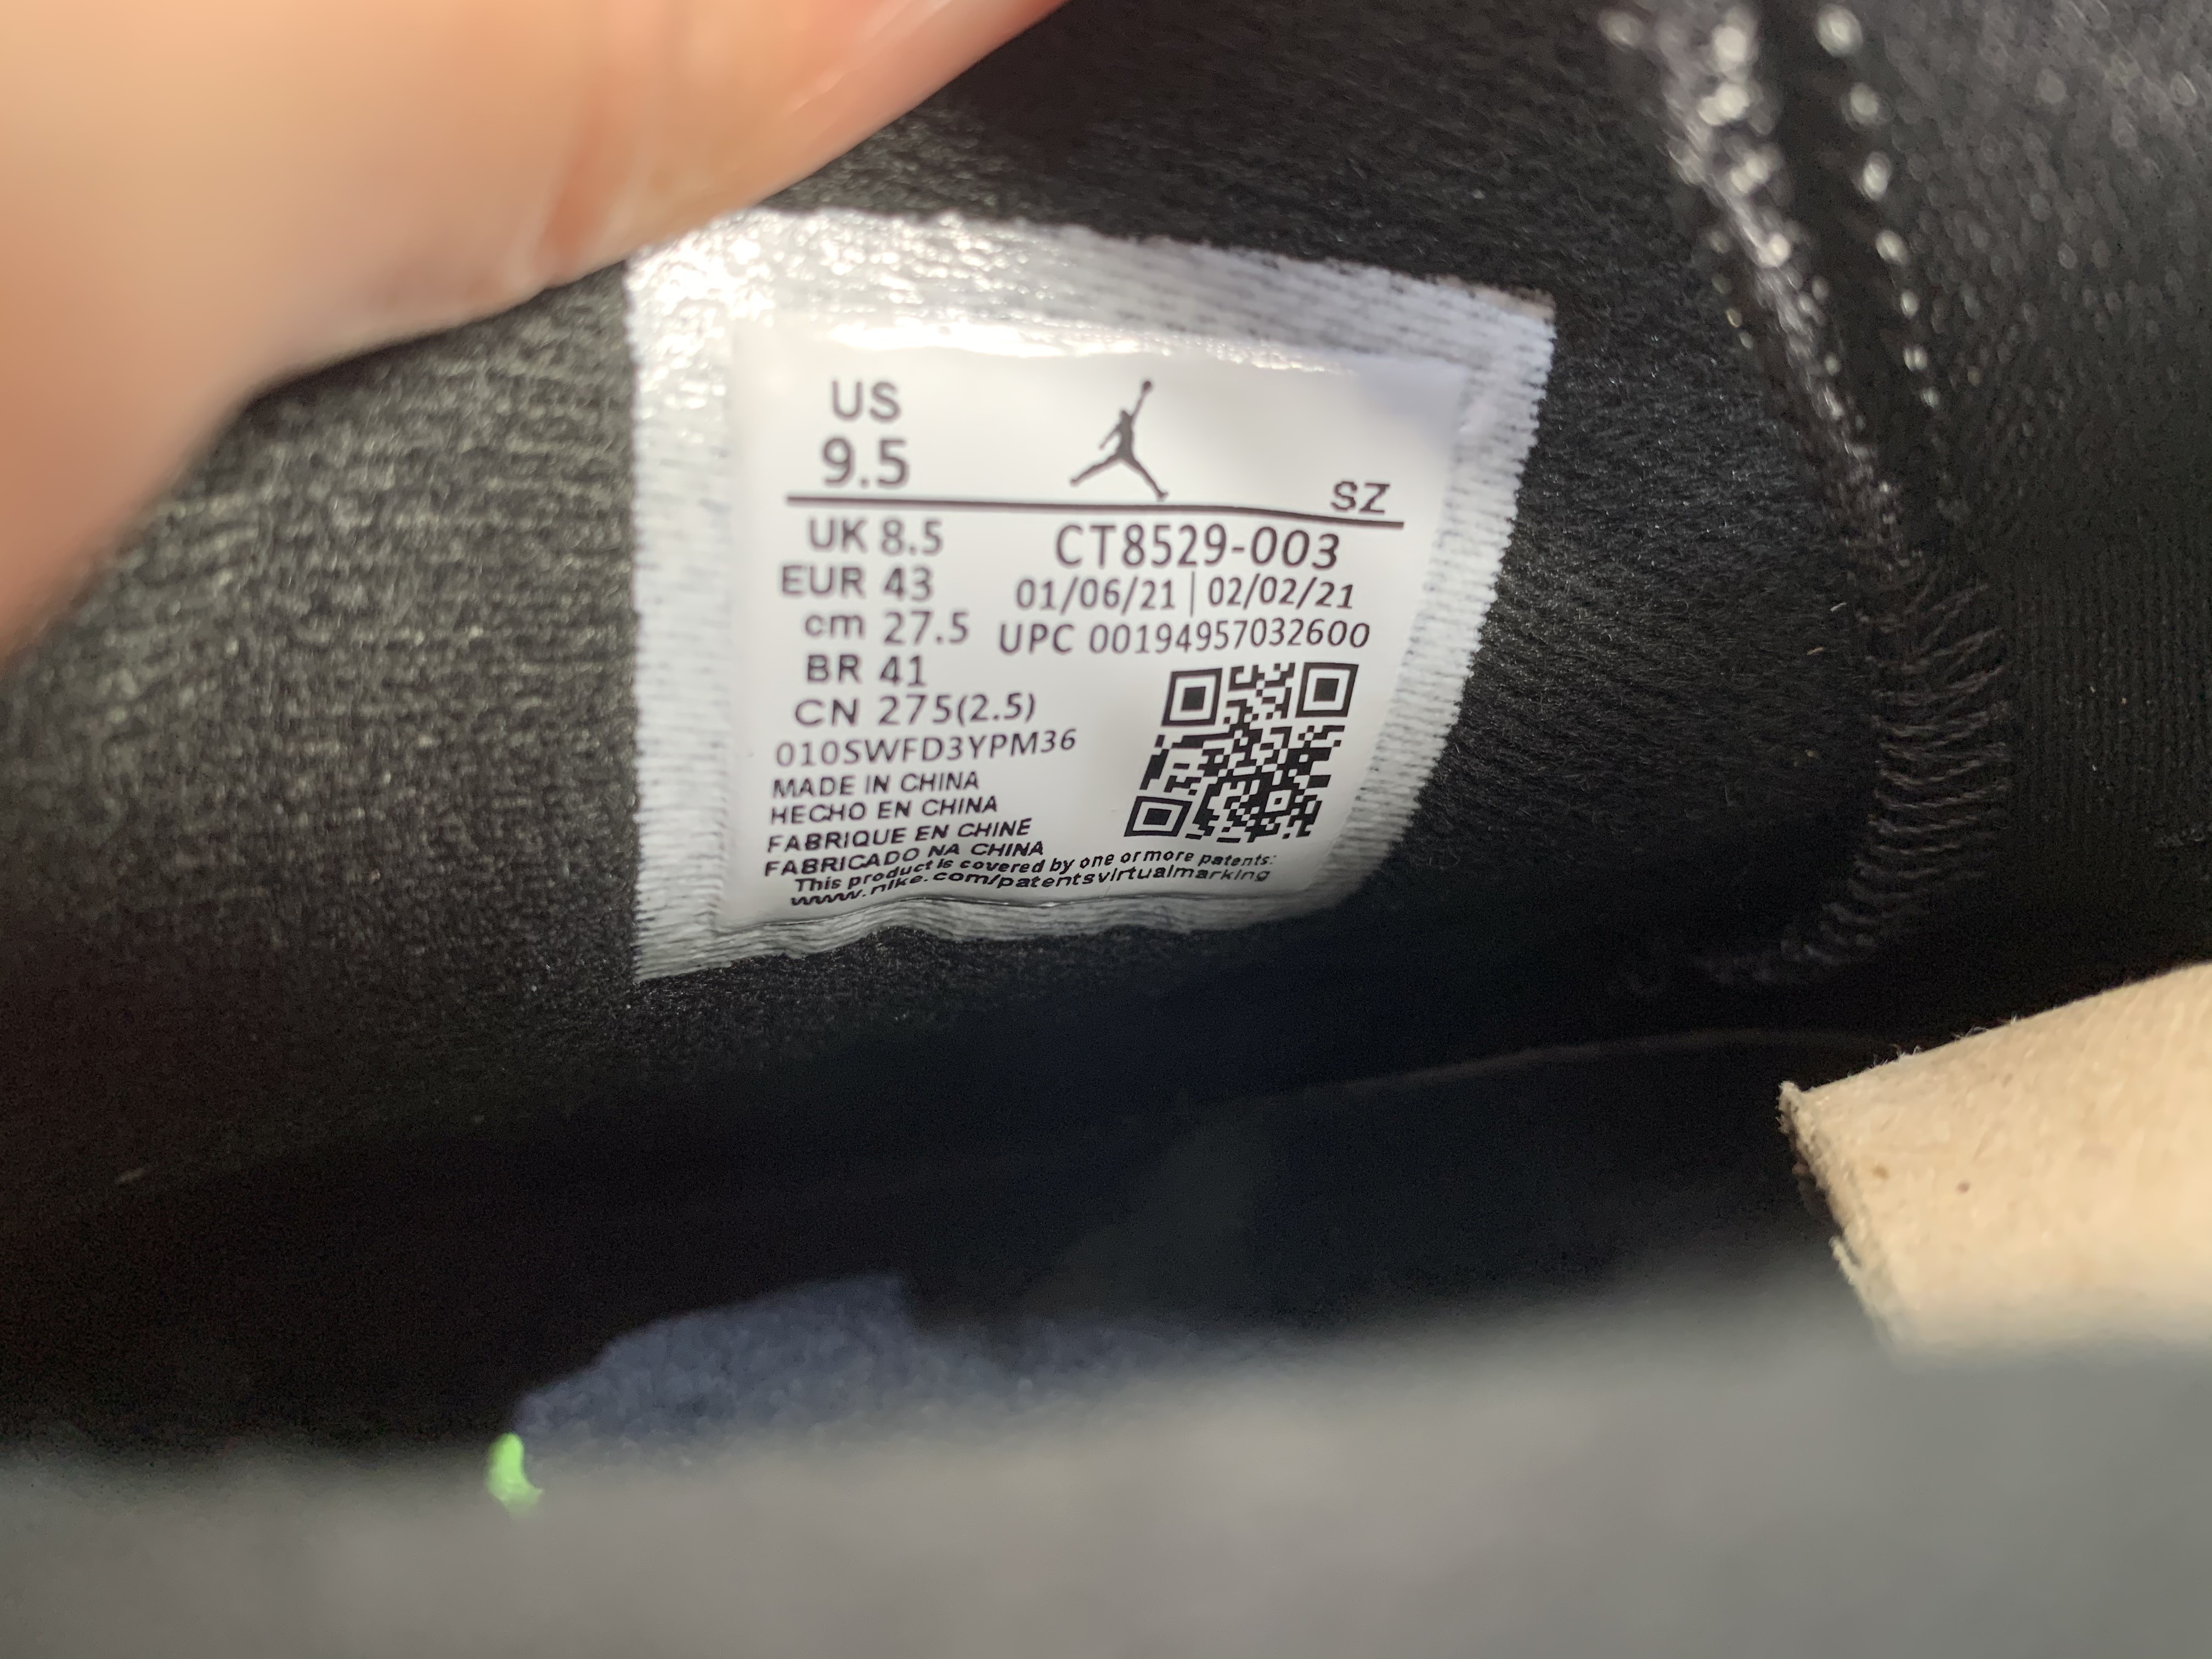 US
9.5
SZ
UK 8.5
EUR 43
cm 27.5
BR 41
CN 275(2.5)
CT8529-003
01/06/21 | 02/02/21
UPC 00194957032600
010SWFD3YPM36
MADE IN CHINA
HECHO EN CHINA
FABRIQUE EN CHINE
FABRICADO NA CHINA
This product is covered by one or more patents:
www.nike.com/patentsvirtualmarking